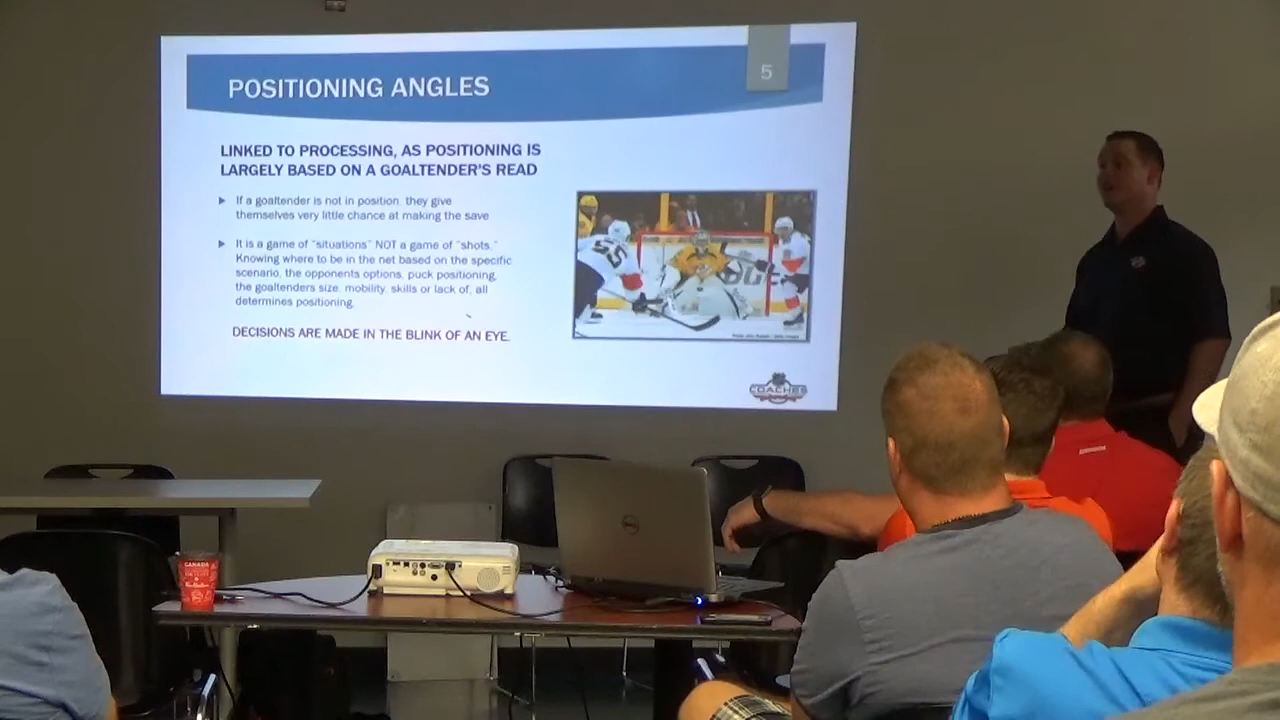 5
POSITIONING ANGLES
LINKED TO PROCESSING, AS POSITIONING IS
LARGELY BASED ON A GOALTENDER'S READ
If a goaltender is not in position, they give
themselves very little chance at making the save
It is a game of "situations" NOT a game of "shots."
Knowing where to be in the net based on the specific
scenario, the opponents options, puck positioning,
the goaltenders size, mobility, skills or lack of, all
determines positioning.
DECISIONS ARE MADE IN THE BLINK OF AN EYE.
55
COACHES
DELL
CANADA